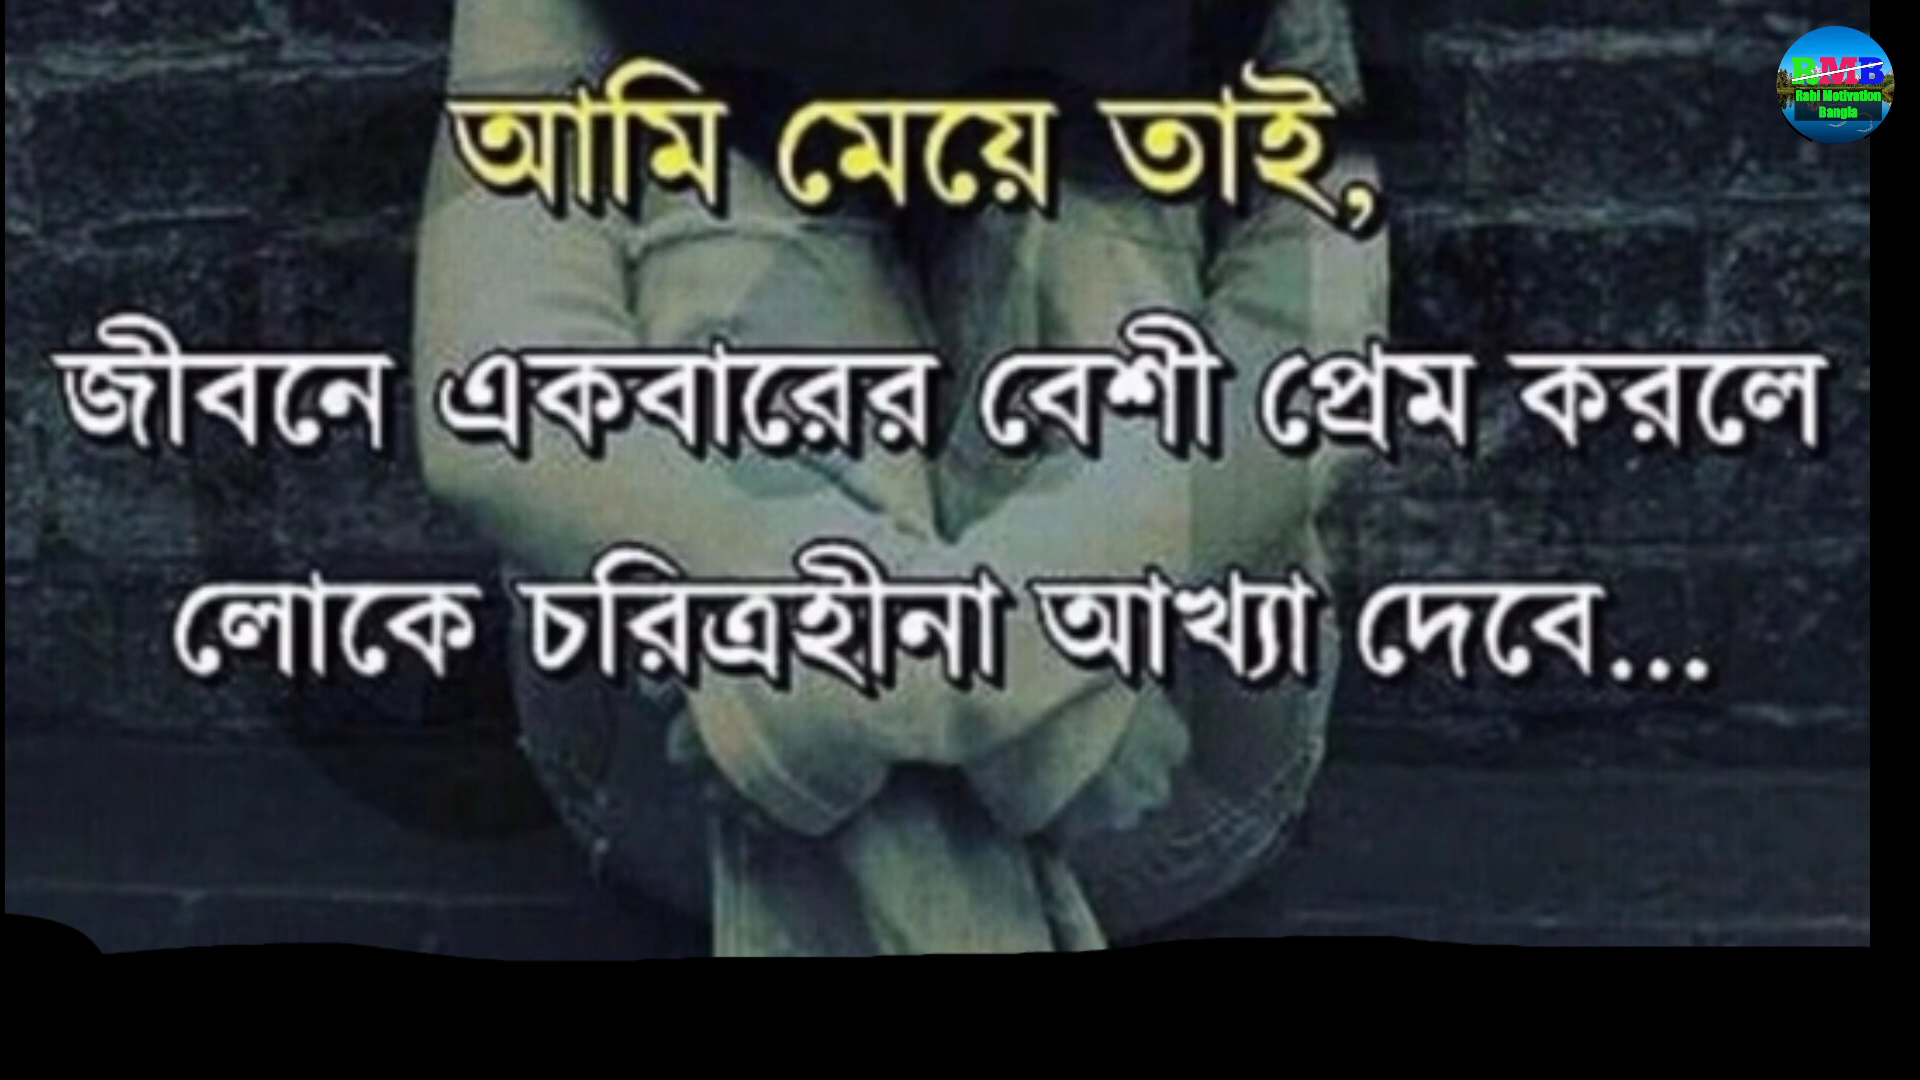 আমি মেয়ে তাই,
জীবনে একবারের বেশী প্রেম করলে
লোকে চরিত্রহীনা আখ্যা দেবে...
RMB
Rahi Motivation
Bangla